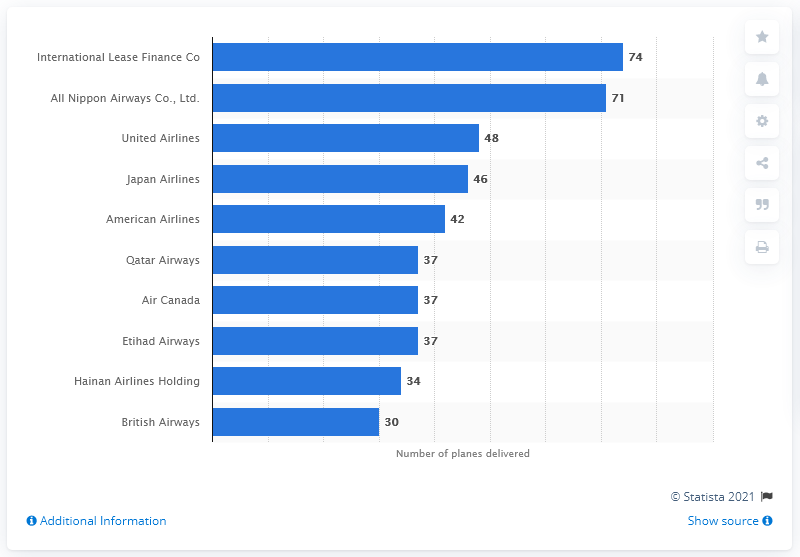 International Lease Finance Co 74
All Nippon Airways Co., Ltd. 71
United Airlines 48
Japan Airlines 46
American Airlines 42
Qatar Airways 37
Air Canada 37
Etihad Airways 37
Hainan Airlines Holding 34
British Airways 30
Number of planes delivered
© Statista 2021
Additional Information Show source